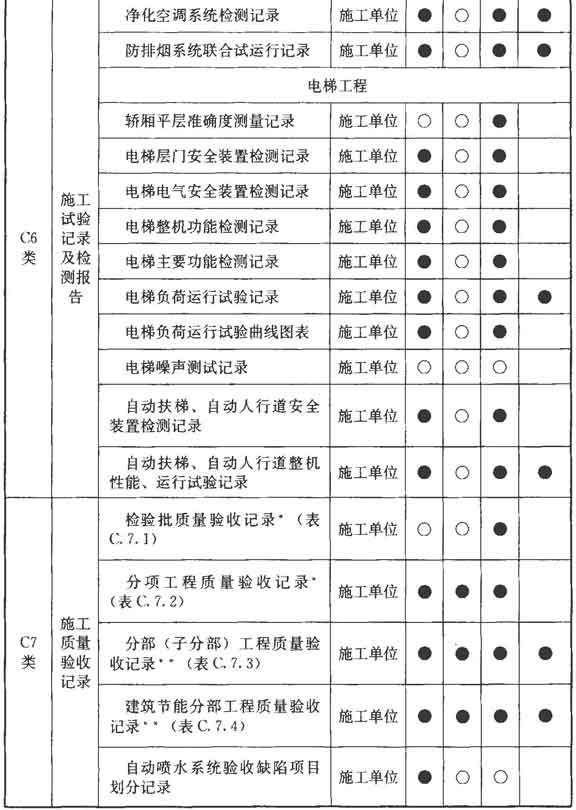 净化空调系统检测记录 施工单位 ● ○ ● ●
防排烟系统联合试运行记录 施工单位 ● ○ ● ●
电梯工程
轿厢平层准确度测量记录 施工单位 ○ ○ ●
电梯层门安全装置检测记录 施工单位 ● ○ ●
电梯电气安全装置检测记录 施工单位 ● ○ ●
C6
类
施工
试验
记录
及检
测报
告
电梯整机功能检测记录 施工单位 ● ○ ●
电梯主要功能检测记录 施工单位 ● ○ ●
电梯负荷运行试验记录 施工单位 ● ○ ● ●
电梯负荷运行试验曲线图表 施工单位 ● ○ ●
电梯噪声测试记录 施工单位 ○ ○ ○
自动扶梯、自动人行道安全
装置检测记录 施工单位 ● ○ ●
自动扶梯、自动人行道整机
性能、运行试验记录 施工单位 ● ○ ● ●
C7
类
施工
质量
验收
记录
检验批质量验收记录*（表
C.7.1） 施工单位 ○ ○ ●
分项工程质量验收记录*
（表C.7.2） 施工单位 ● ● ●
分部（子分部）工程质量验
收记录**（表C.7.3） 施工单位 ● ● ● ●
建筑节能分部工程质量验收
记录**（表C.7.4） 施工单位 ● ● ● ●
自动喷水系统验收缺陷项目
划分记录 施工单位 ● ○ ○